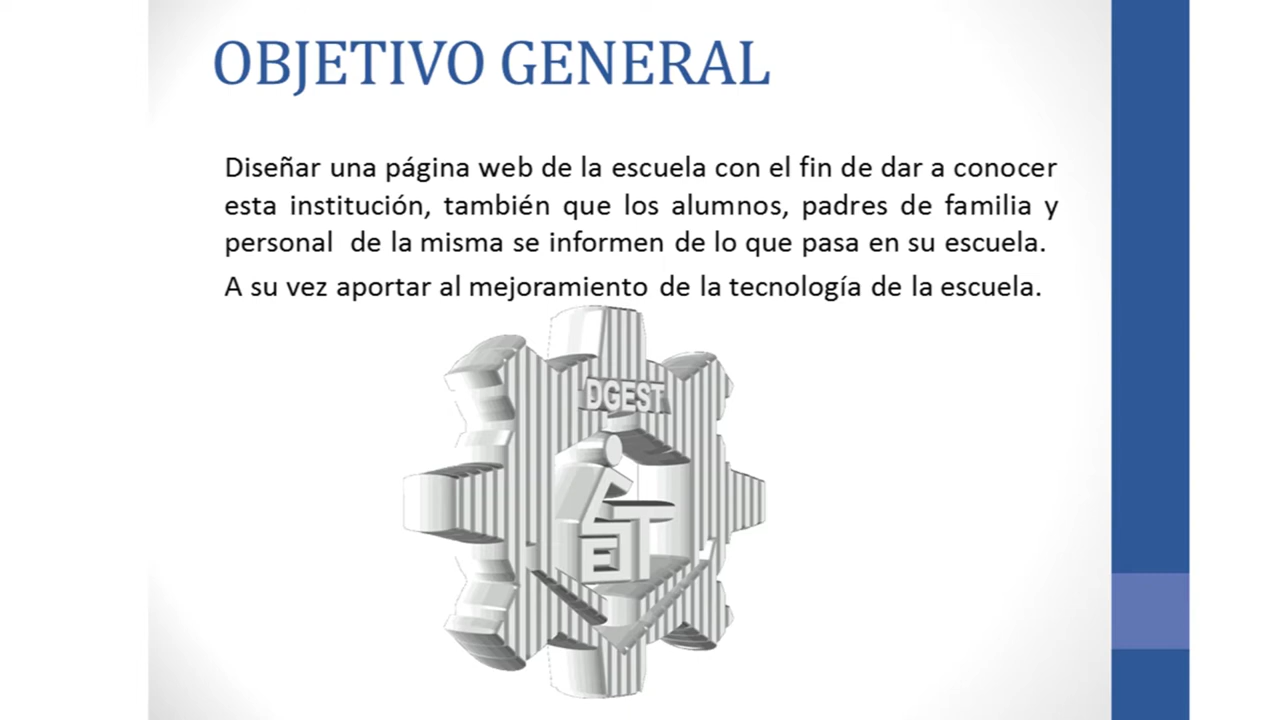 OBJETIVO GENERAL
Diseñar una página web de la escuela con el fin de dar a conocer
esta institución, también que los alumnos, padres de familia y
personal de la misma se informen de lo que pasa en su escuela.
A su vez aportar al mejoramiento de la tecnología de la escuela.
DGEST
ET